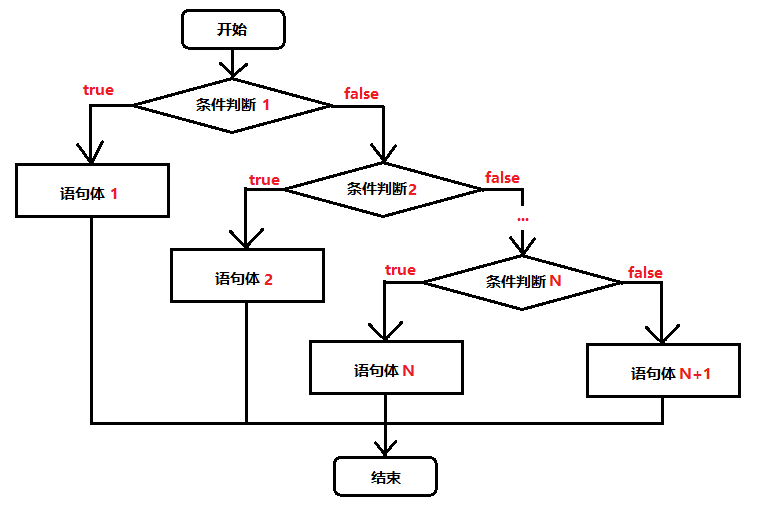 开始
true
条件判断 1
false
true
条件判断2
false
语句体 1
...
true
条件判断 N
false
语句体 2
语句体 N
语句体 N+1
结束